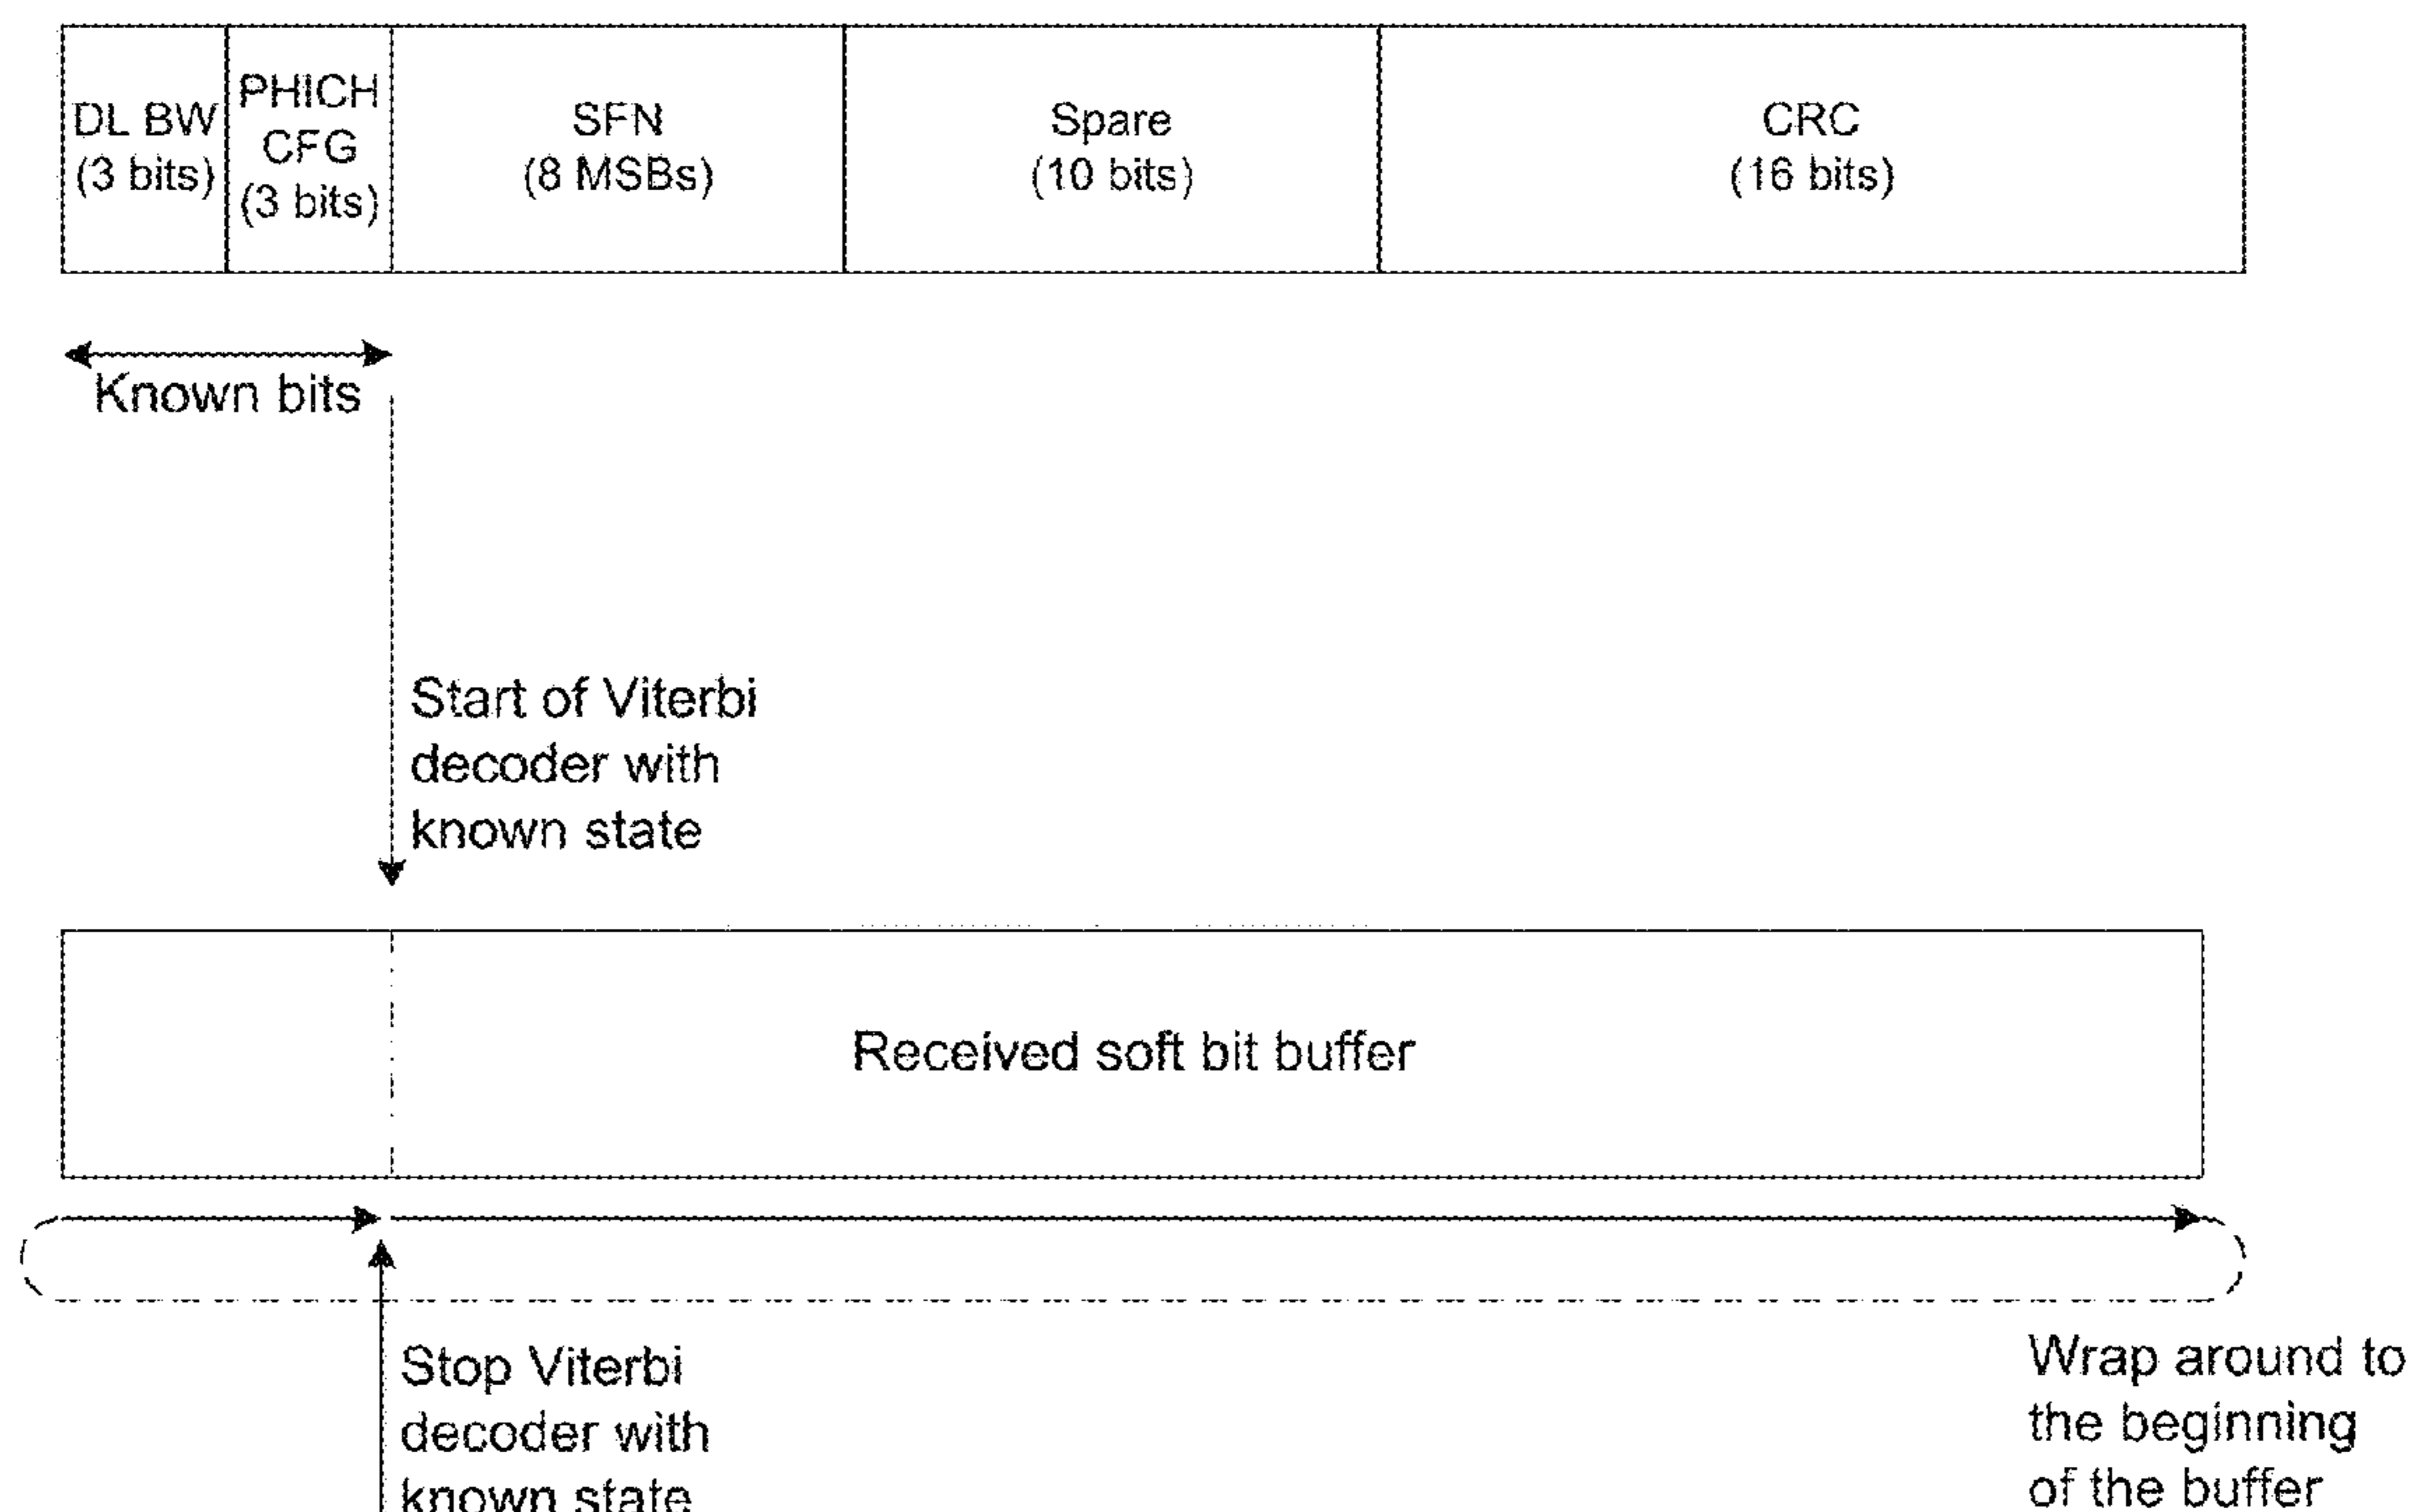 DL BW
(3 bits)
PHICH
CFG
(3 bits)
SFN
(8 MSBs)
Spare
(10 bits)
CRC
(16 bits)
Known bits
Start of Viterbi
decoder with
known state
Received soft bit buffer
Stop Viterbi
decoder with
known state
Wrap around to
the beginning
of the buffer